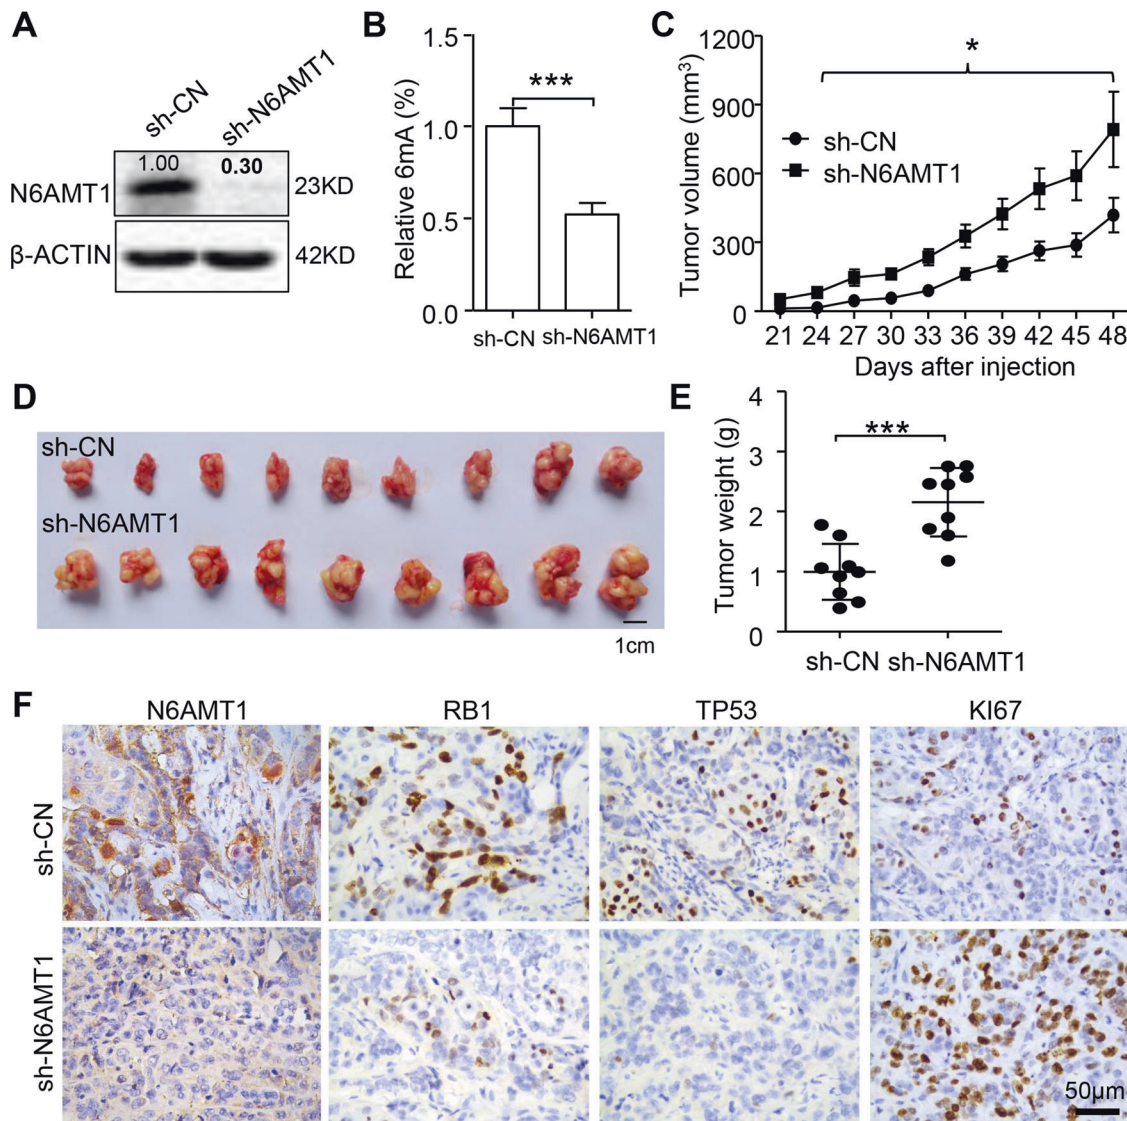 A
sh-CN
sh-N6AMT1
1.00
0.30
N6AMT1
23KD
β-ACTIN
42KD
B
Relative 6mA (%)
1.5
1.0
0.5
0.0
***
sh-CN
sh-N6AMT1
C
Tumor volume (mm³)
1200
900
600
300
0
*
sh-CN
sh-N6AMT1
21 24 27 30 33 36 39 42 45 48
Days after injection
D
sh-CN
sh-N6AMT1
1cm
E
Tumor weight (g)
4
3
2
1
0
***
sh-CN
sh-N6AMT1
F
N6AMT1
RB1
TP53
KI67
sh-CN
sh-N6AMT1
50μm